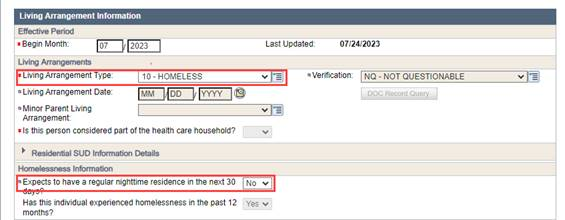 Living Arrangement Information
Effective Period
Begin Month: 07 / 2023 Last Updated: 07/24/2023
Living Arrangements
Living Arrangement Type: 10 - HOMELESS Verification: NQ - NOT QUESTIONABLE
Living Arrangement Date: MM / DD / YYYY DOC Record Query
Minor Parent Living
Arrangement:
Is this person considered part of the health care household?
Residential SUD Information Details
Homelessness Information
Expects to have a regular nighttime residence in the next 30 No
days?
Has this individual experienced homelessness in the past 12 Yes
months?